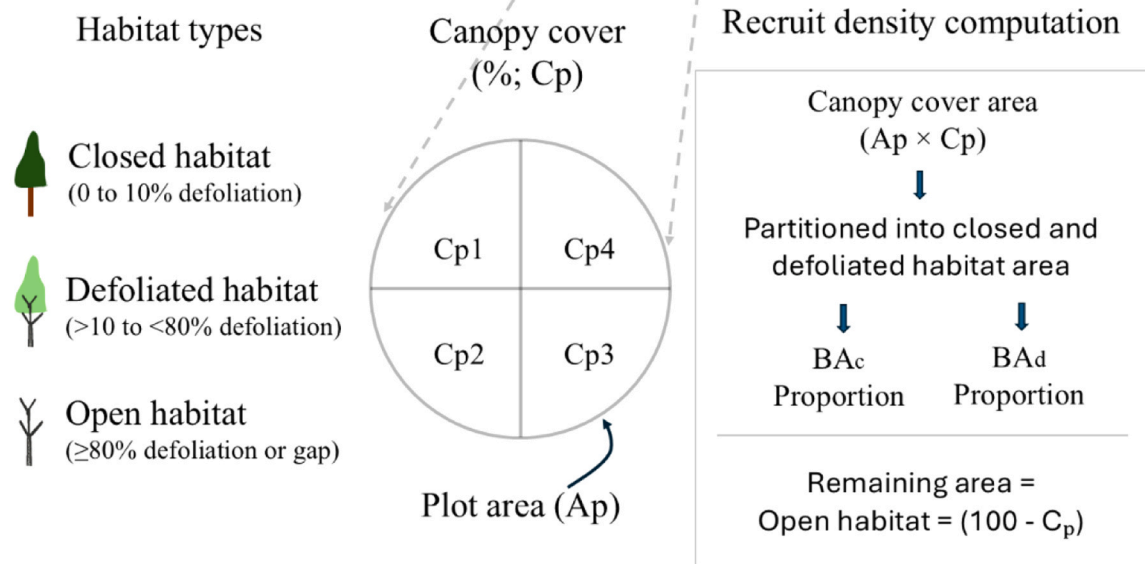 Habitat types
Closed habitat
(0 to 10% defoliation)
Defoliated habitat
(>10 to <80% defoliation)
Open habitat
(≥80% defoliation or gap)
Canopy cover
(%; Cp)
Cp1
Cp4
Cp2
Cp3
Plot area (Ap)
Recruit density computation
Canopy cover area
(Ap × Cp)
Partitioned into closed and
defoliated habitat area
BAc
Proportion
BAd
Proportion
Remaining area =
Open habitat = (100 - Cp)